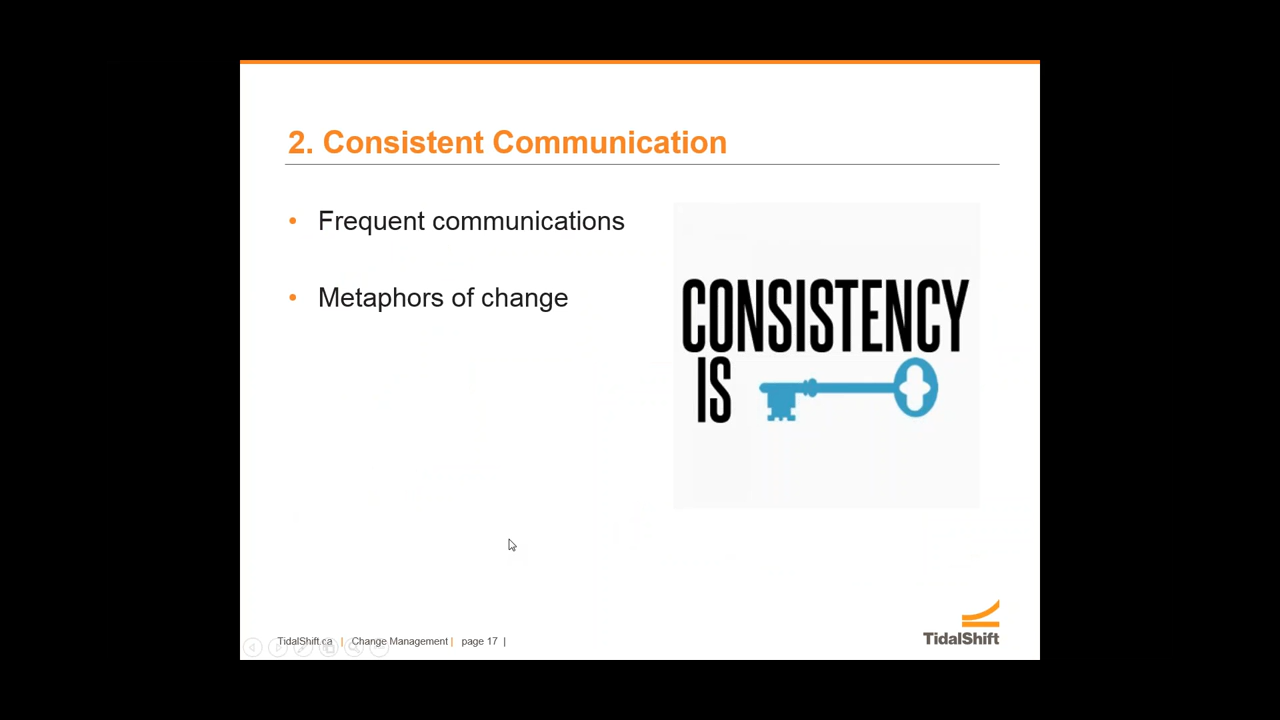 2. Consistent Communication
• Frequent communications
• Metaphors of change
CONSISTENCY
IS
TidalShift.ca | Change Management | page 17 |
TidalShift